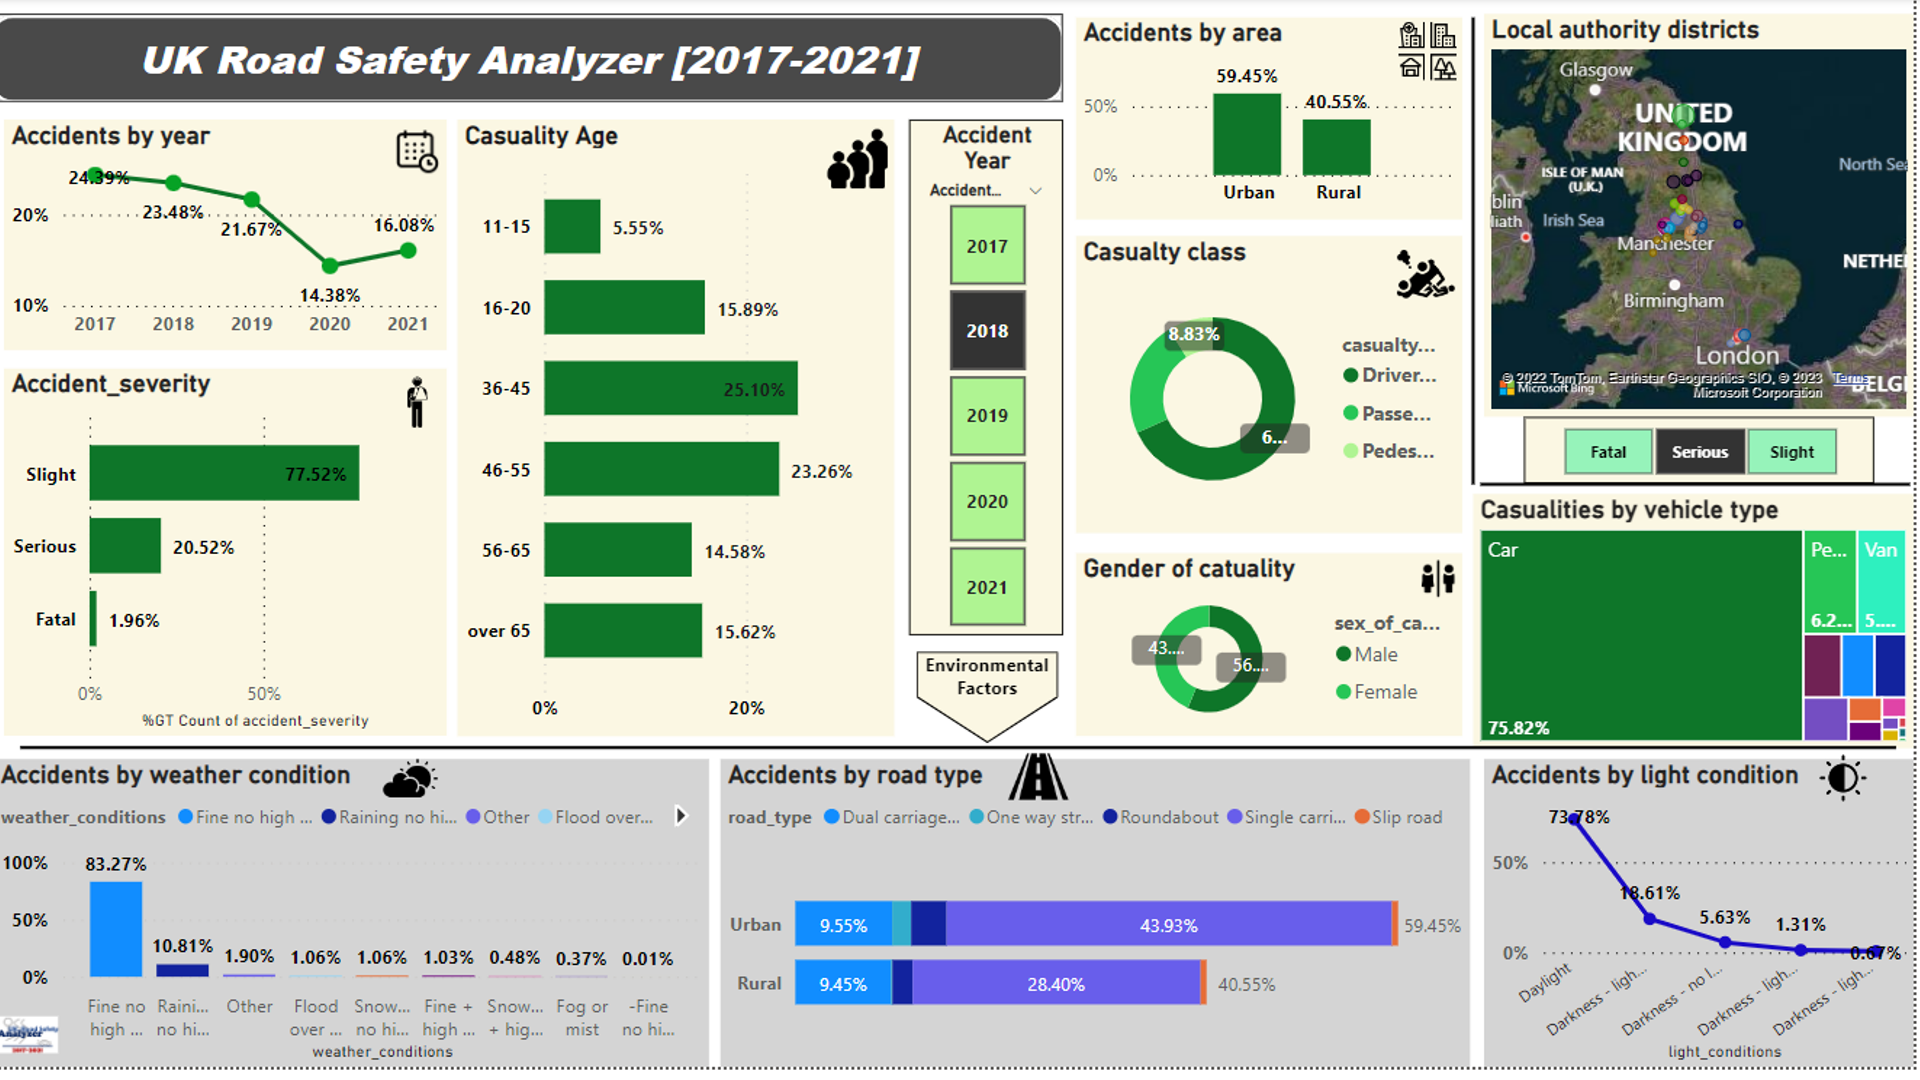 UK Road Safety Analyzer [2017-2021]
Accidents by year
24.39%
20%
23.48%
21.67%
16.08%
14.38%
10%
2017 2018 2019 2020 2021
Accident_severity
Slight 77.52%
Serious 20.52%
Fatal 1.96%
0% 50%
%GT Count of accident_severity
Casuality Age
11-15 5.55%
16-20 15.89%
36-45 25.10%
46-55 23.26%
56-65 14.58%
over 65 15.62%
0% 20%
Accident
Year
Accident...
2017
2018
2019
2020
2021
Environmental
Factors
Accidents by area
59.45%
50% 40.55%
0%
Urban Rural
Casualty class
8.83%
6...
casualty...
Driver...
Passe...
Pedes...
Gender of catuality
43....
56....
sex_of_ca...
Male
Female
Local authority districts
Glasgow
UNITED
KINGDOM
North Sea
ISLE OF MAN
(U.K.)
blin
liath
Irish Sea
Manchester
NETHE
Birmingham
London
© 2022 TomTom, Earthstar Geographics SIO, © 2023 Terms
Microsoft Bing
Microsoft Corporation
BELGI
Fatal Serious Slight
Casualities by vehicle type
Car Pe... Van
6.2... 5....
75.82%
Accidents by weather condition
weather_conditions Fine no high ... Raining no hi... Other Flood over...
100% 83.27%
50%
10.81% 1.90% 1.06% 1.06% 1.03% 0.48% 0.37% 0.01%
0%
Fine no Raini... Other Flood Snow... Fine + Snow... Fog or -Fine
high ... no hi... over ... no hi... high ... + hig... mist no hi...
weather_conditions
Accidents by road type
road_type Dual carriage... One way str... Roundabout Single carri... Slip road
Urban 9.55% 43.93% 59.45%
Rural 9.45% 28.40% 40.55%
Accidents by light condition
73.78%
50%
18.61%
5.63%
1.31%
0% 0.67%
Daylight
Darkness - ligh...
Darkness - no l...
Darkness - ligh...
Darkness - ligh...
light_conditions
Analyzer